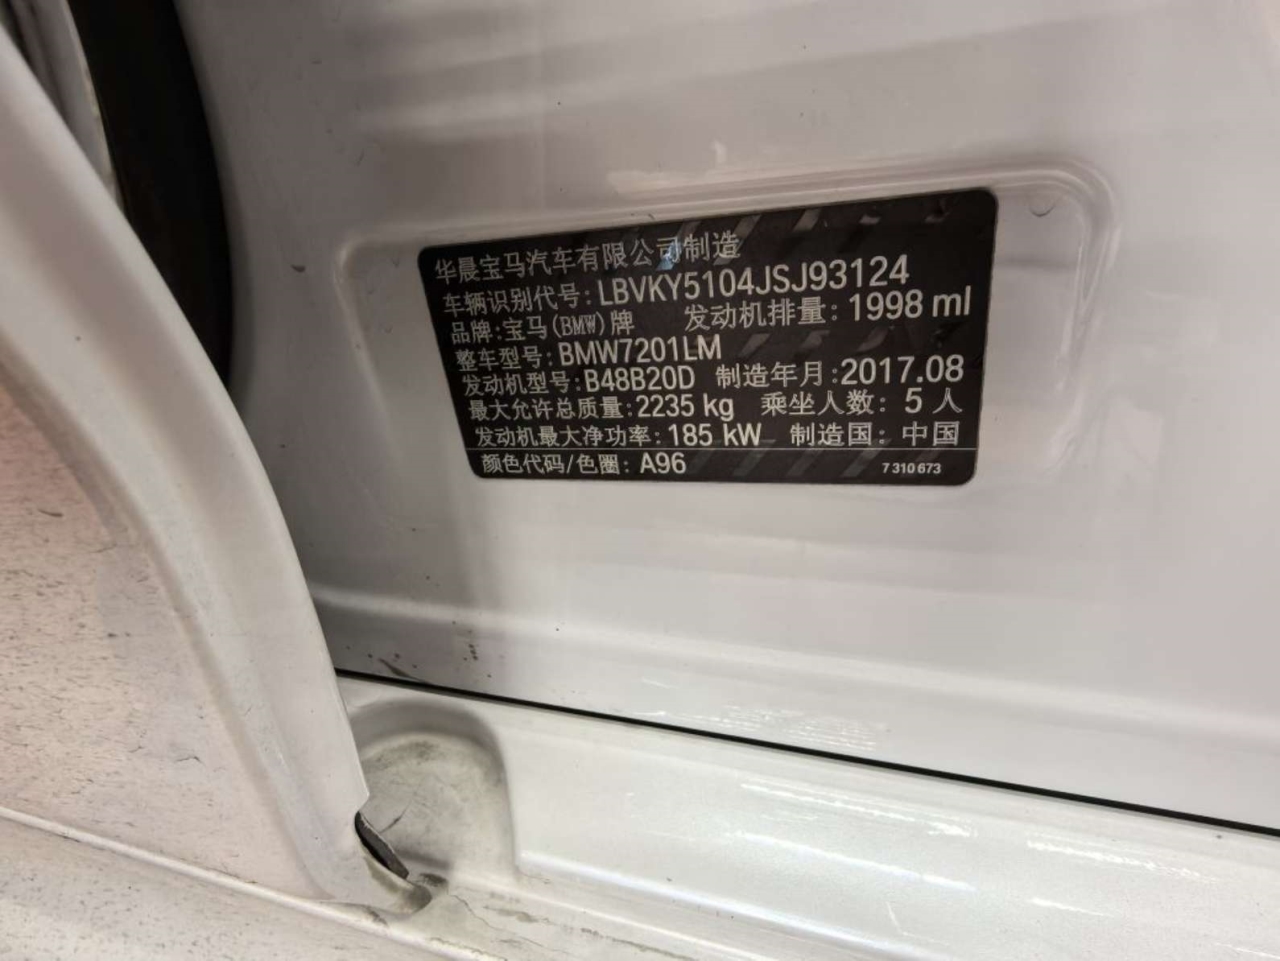 华晨宝马汽车有限公司制造
车辆识别代号:LBVKY5104JSJ93124
品牌:宝马(BMW)牌 发动机排量:1998 ml
整车型号:BMW7201LM
发动机型号:B48B20D 制造年月:2017.08
最大允许总质量:2235 kg 乘坐人数: 5 人
发动机最大净功率:185 kW 制造国: 中国
颜色代码/色圈: A96 7 310 673